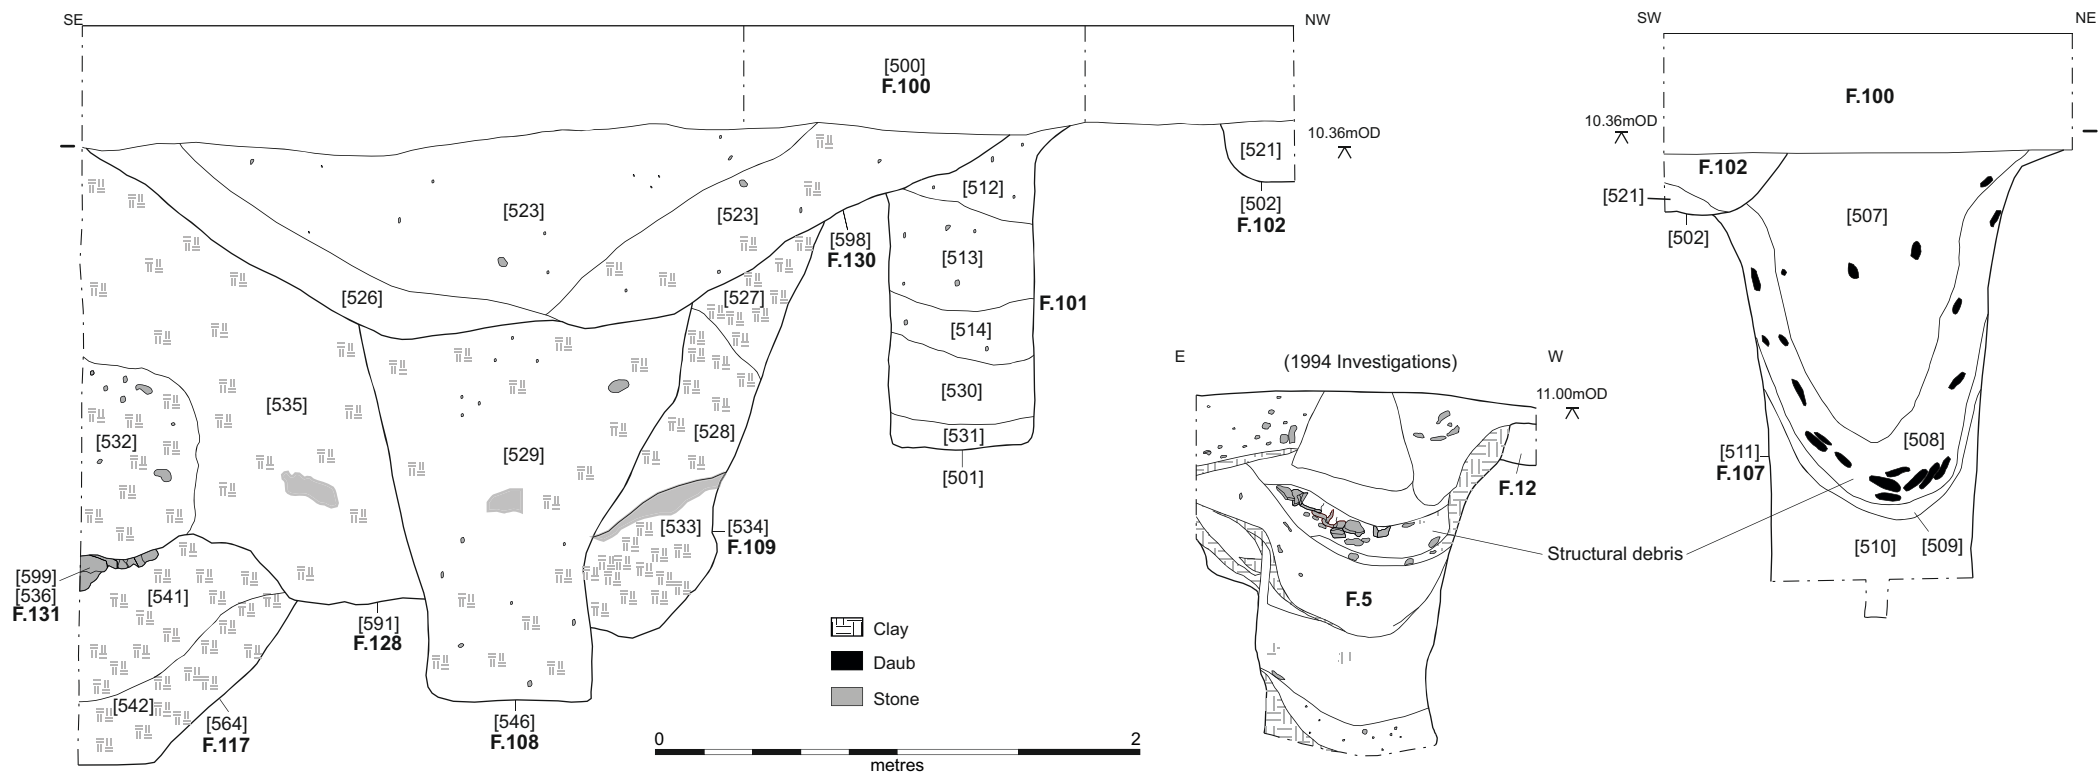 SE
NW
[500]
F.100
[521]
10.36mOD
[502]
F.102
[512]
[523]
[523]
[598]
F.130
[513]
[526]
[527]
F.101
[514]
[535]
[530]
[532]
[529]
[528]
[531]
[501]
[533]
[534]
F.109
[599]
[536]
F.131
[541]
[591]
F.128
[542]
[564]
F.117
[546]
F.108
Clay
Daub
Stone
0
2
metres
E
(1994 Investigations)
W
11.00mOD
F.12
F.5
Structural debris
SW
NE
F.100
10.36mOD
F.102
[521]
[507]
[502]
[508]
[511]
F.107
[510]
[509]